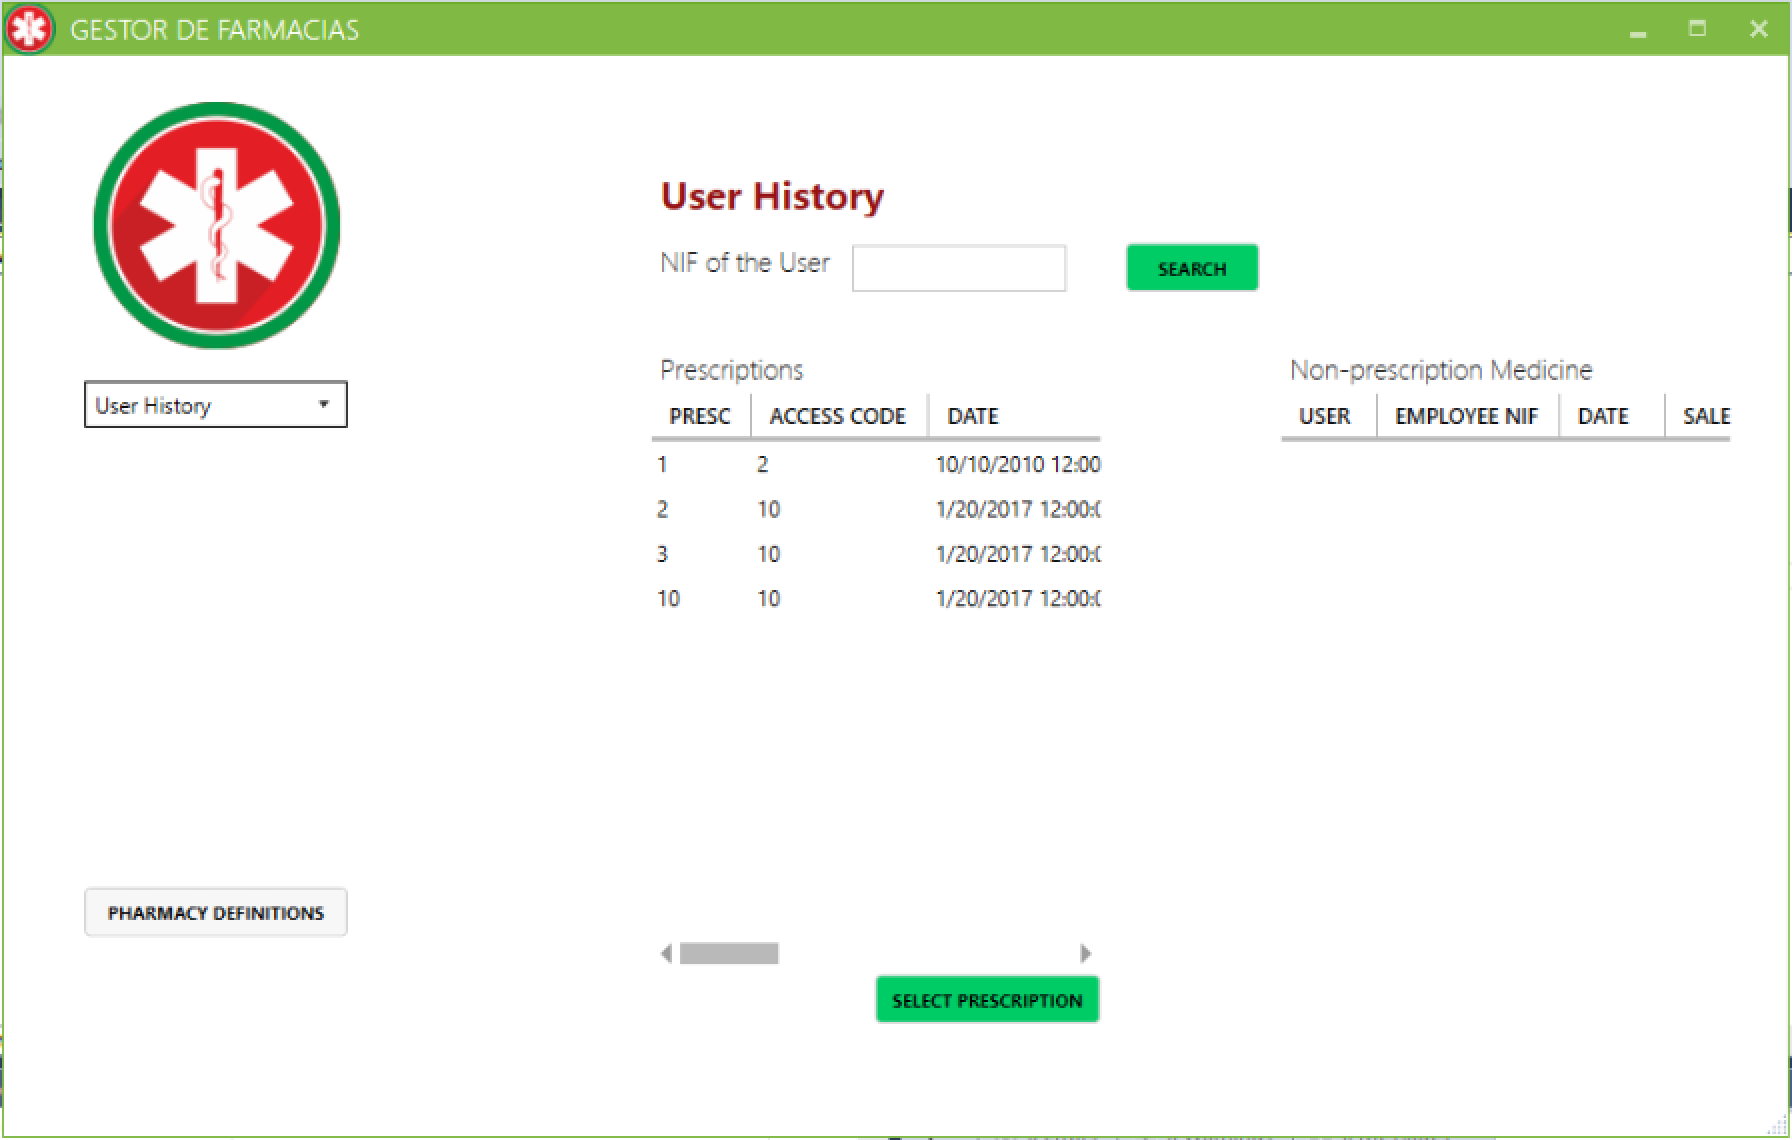 GESTOR DE FARMACIAS
User History
NIF of the User
SEARCH
User History
Prescriptions
PRESC ACCESS CODE DATE
1 2 10/10/2010 12:00
2 10 1/20/2017 12:00:0
3 10 1/20/2017 12:00:0
10 10 1/20/2017 12:00:0
Non-prescription Medicine
USER EMPLOYEE NIF DATE SALE
PHARMACY DEFINITIONS
SELECT PRESCRIPTION